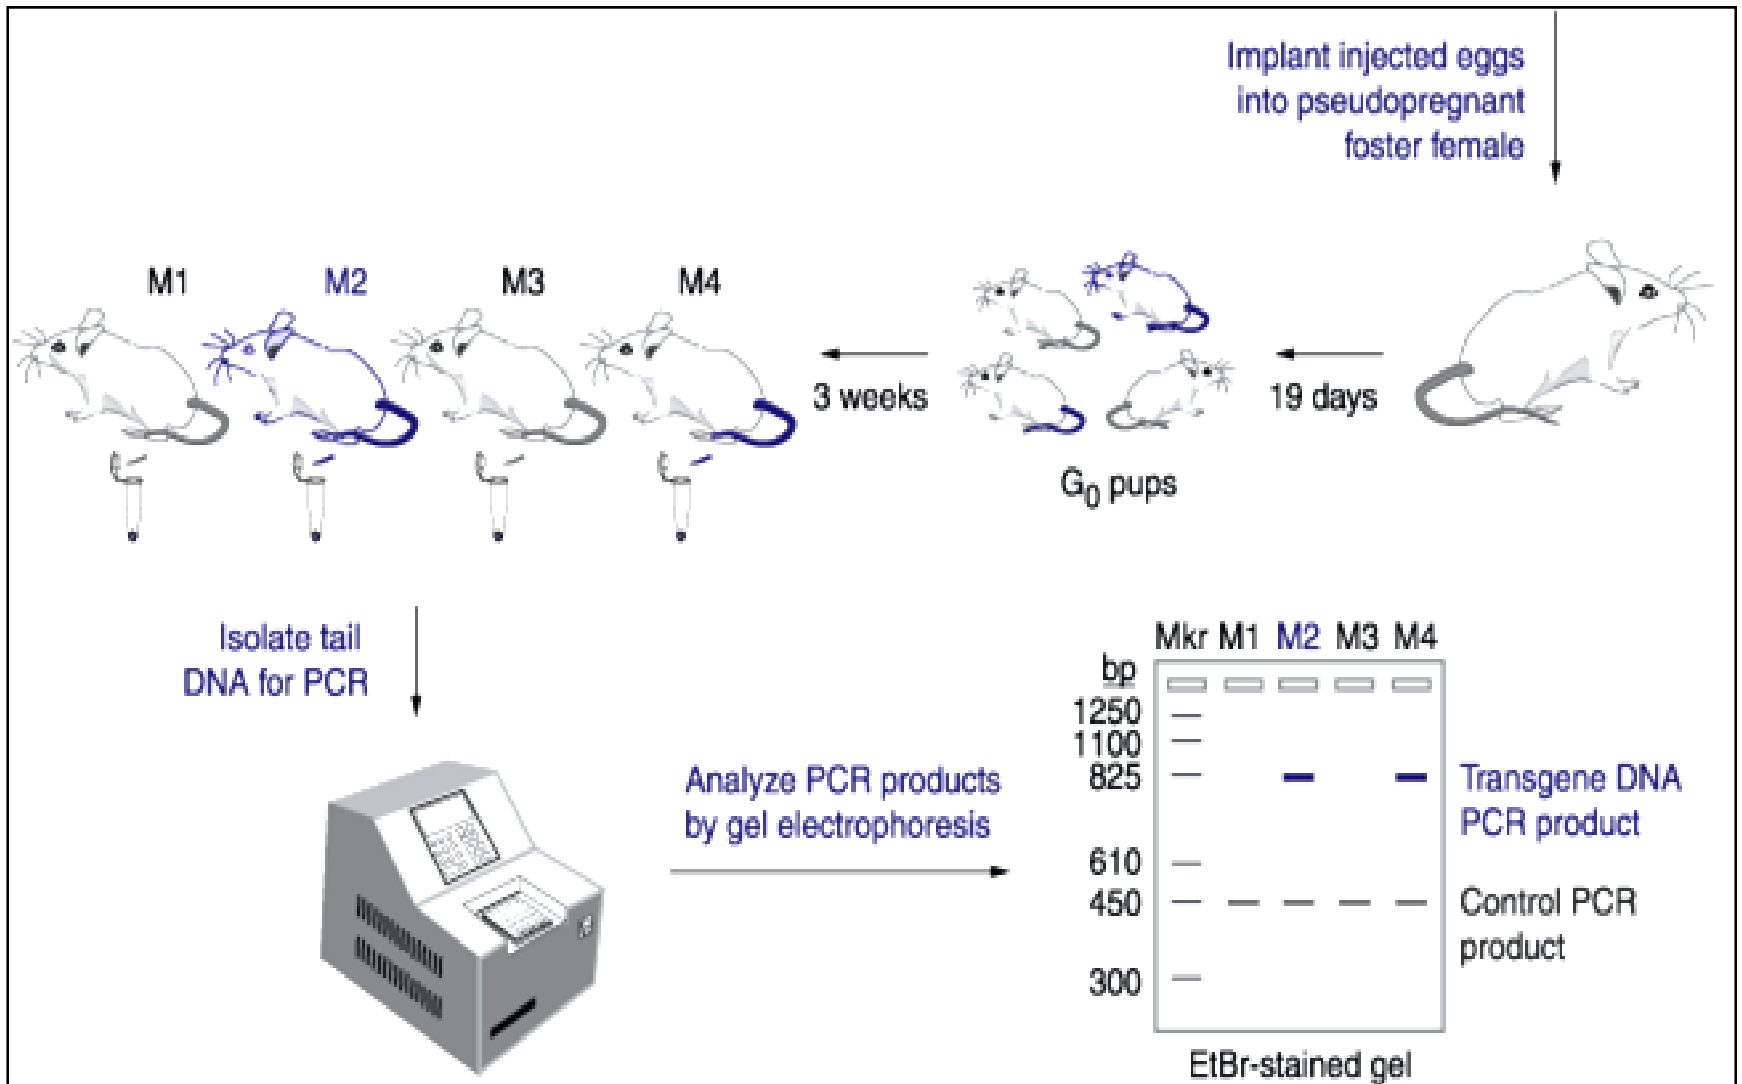 Implant injected eggs
into pseudopregnant
foster female
M1 M2 M3 M4
3 weeks
19 days
G0 pups
Isolate tail
DNA for PCR
Analyze PCR products
by gel electrophoresis
Mkr M1 M2 M3 M4
bp
1250
1100
825
Transgene DNA
PCR product
610
450
Control PCR
product
300
EtBr-stained gel